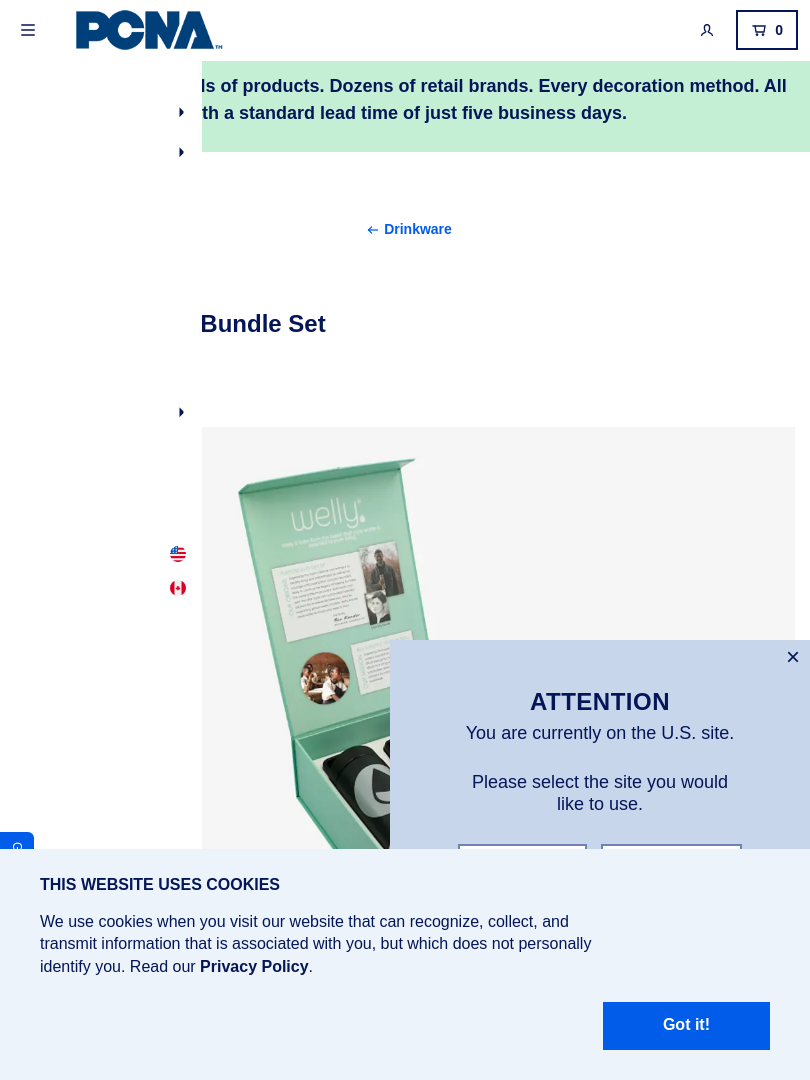 PCNA
TM
0
ls of products. Dozens of retail brands. Every decoration method. All
th a standard lead time of just five business days.
← Drinkware
Bundle Set
welly
ATTENTION
You are currently on the U.S. site.
Please select the site you would
like to use.
THIS WEBSITE USES COOKIES
We use cookies when you visit our website that can recognize, collect, and
transmit information that is associated with you, but which does not personally
identify you. Read our Privacy Policy.
Got it!